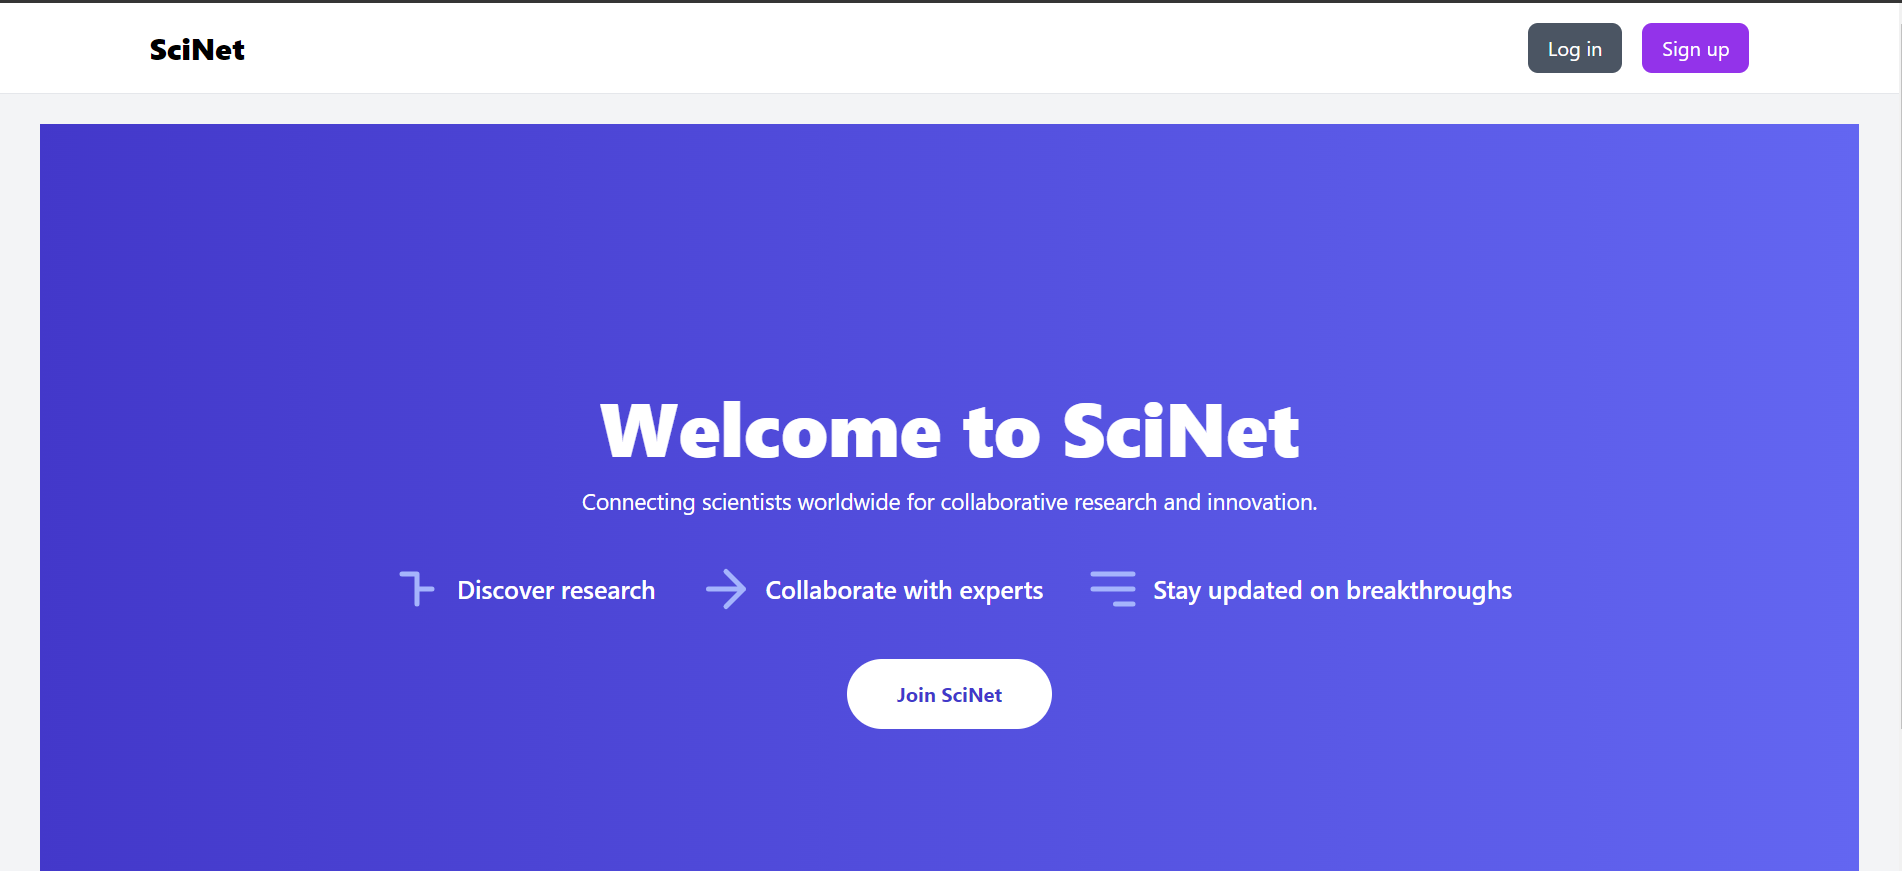 SciNet
Log in
Sign up
Welcome to SciNet
Connecting scientists worldwide for collaborative research and innovation.
Discover research
Collaborate with experts
Stay updated on breakthroughs
Join SciNet